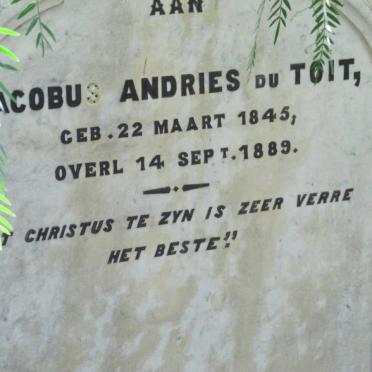 AAN
ACOBUS ANDRIES DU TOIT,
GEB. 22 MAART 1845,
OVERL 14 SEPT. 1889.
T CHRISTUS TE ZYN IS ZEER VERRE
HET BESTE!"